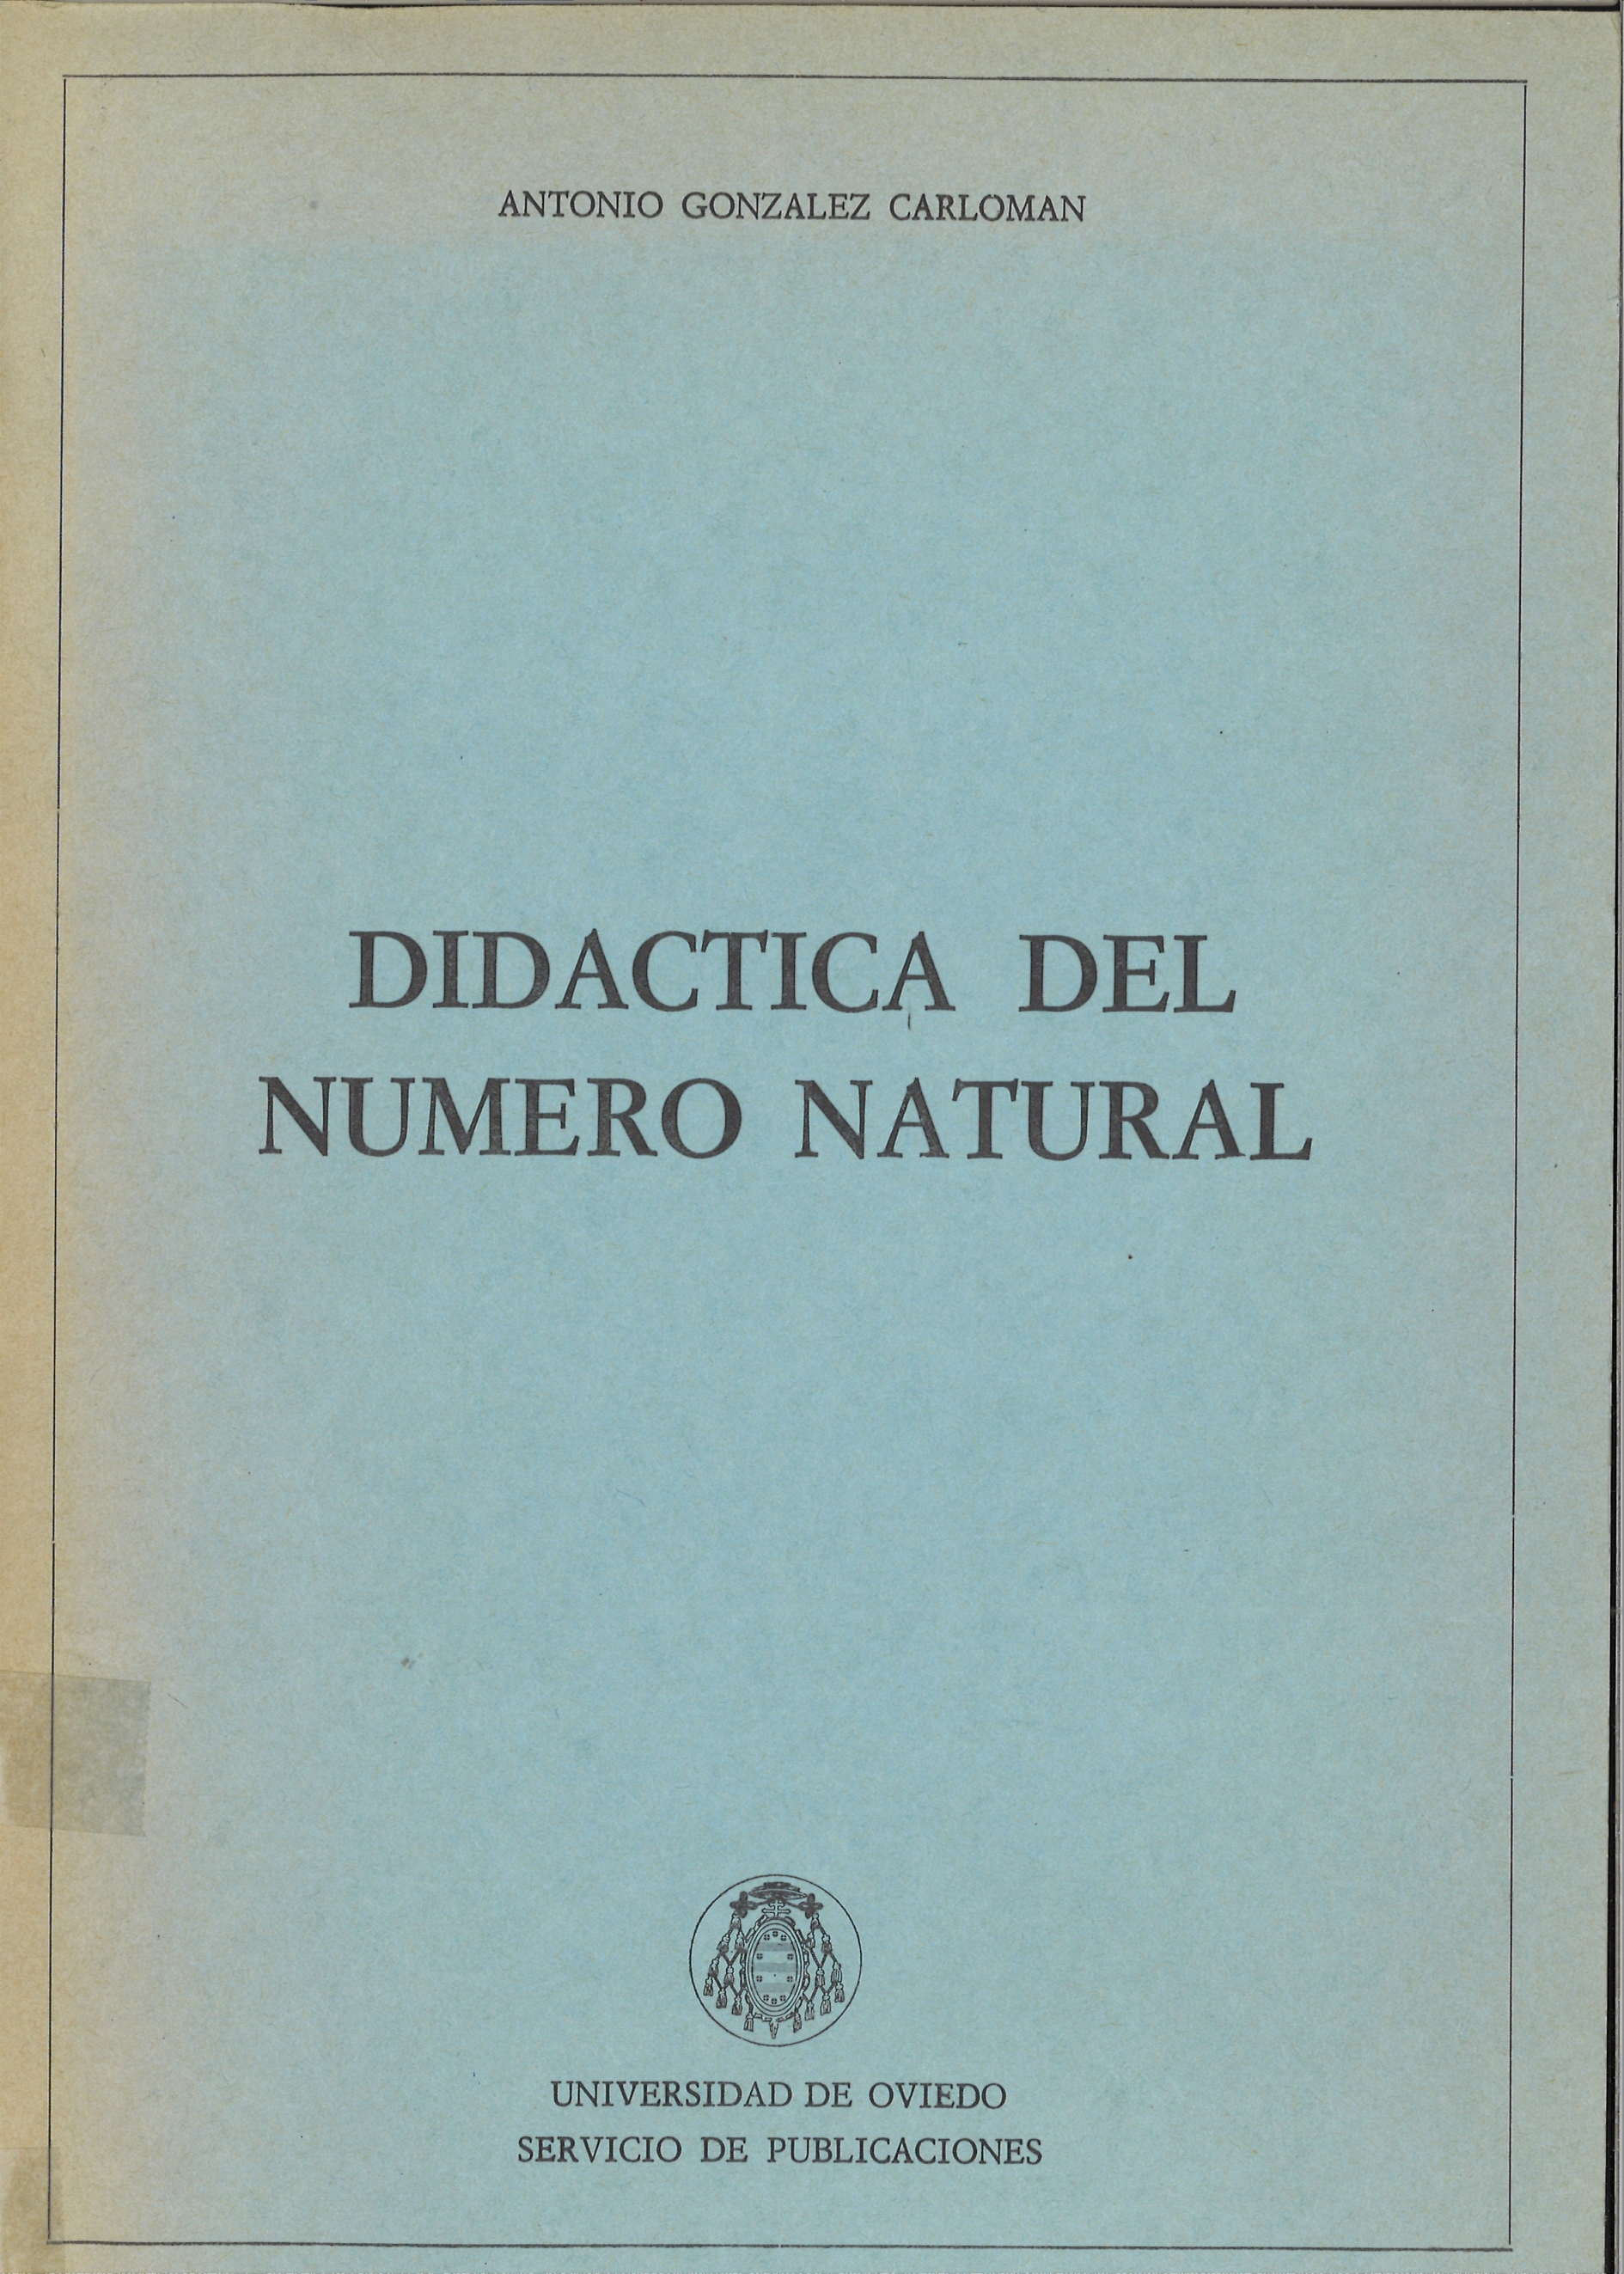 ANTONIO GONZALEZ CARLOMAN
DIDACTICA DEL
NUMERO NATURAL
UNIVERSIDAD DE OVIEDO
SERVICIO DE PUBLICACIONES